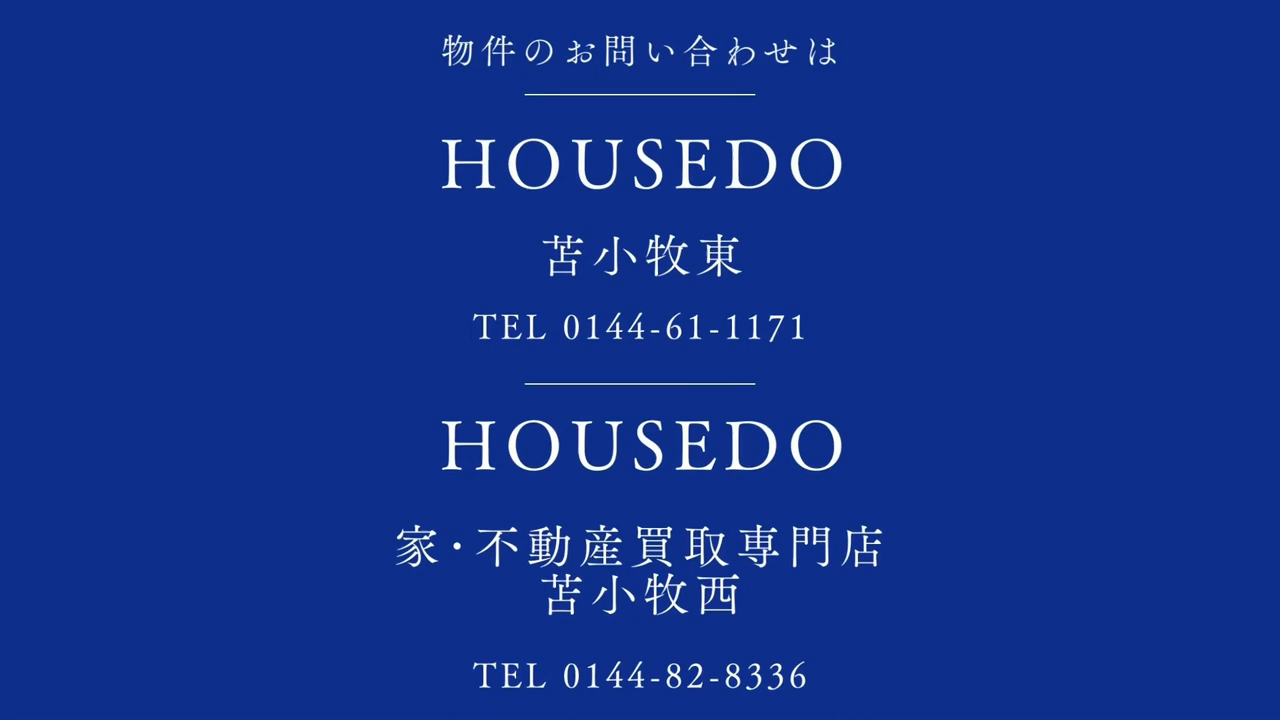 物件のお問い合わせは
HOUSEDO
苫小牧東
TEL 0144-61-1171
HOUSEDO
家・不動産買取専門店
苫小牧西
TEL 0144-82-8336